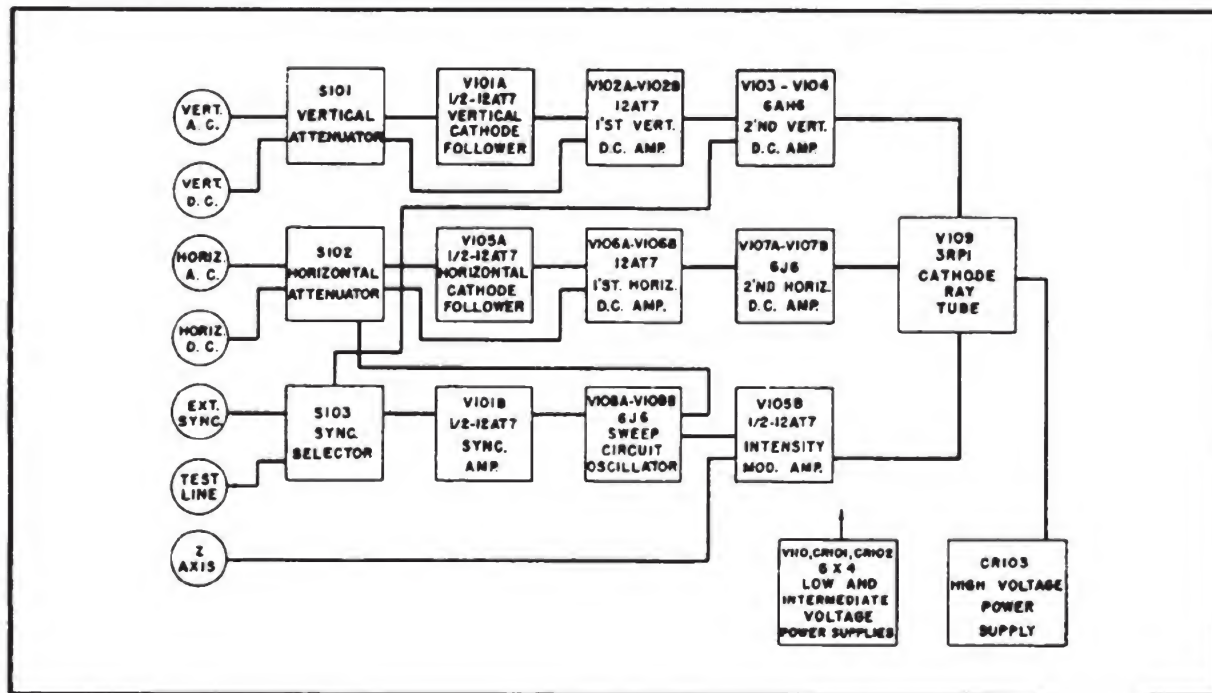 VERT.
A.C.
S101
VERTICAL
ATTENUATOR
V101A
1/2-12AT7
VERTICAL
CATHODE
FOLLOWER
V102A-V102B
12AT7
1'ST VERT.
D.C. AMP.
V103 - V104
6AH6
2'ND VERT.
D.C. AMP.
VERT.
D.C.
HORIZ.
A.C.
S102
HORIZONTAL
ATTENUATOR
V105A
1/2-12AT7
HORIZONTAL
CATHODE
FOLLOWER
V106A-V106B
12AT7
1'ST. HORIZ.
D.C. AMP.
V107A-V107B
6J6
2'ND HORIZ.
D.C. AMP.
V109
3RP1
CATHODE
RAY
TUBE
HORIZ.
D.C.
EXT.
SYNC.
S103
SYNC.
SELECTOR
V101B
1/2-12AT7
SYNC.
AMP.
V108A-V108B
6J6
SWEEP
CIRCUIT
OSCILLATOR
V105B
1/2-12AT7
INTENSITY
MOD. AMP.
TEST
LINE
Z
AXIS
V110, CR101, CR102
6 X 4
LOW AND
INTERMEDIATE
VOLTAGE
POWER SUPPLIES
CR103
HIGH VOLTAGE
POWER
SUPPLY